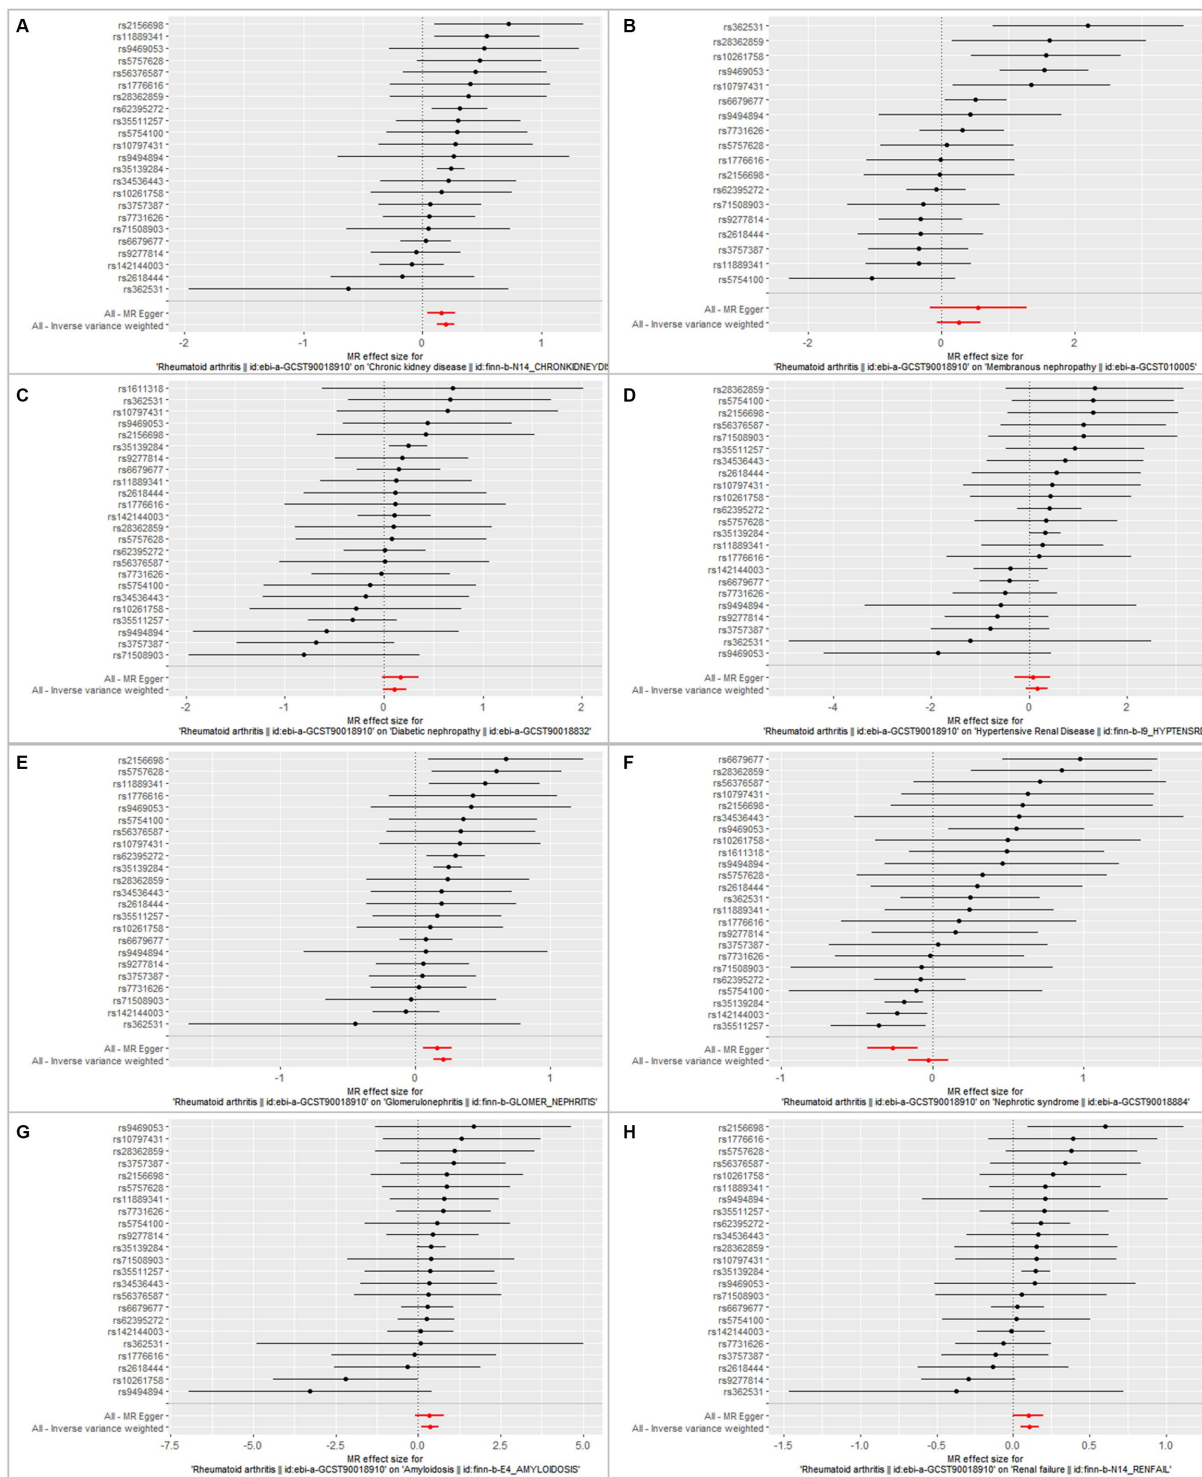 A
rs2156698
rs11889341
rs9469053
rs5757628
rs56376587
rs1776616
rs28362859
rs62395272
rs35511257
rs5754100
rs10797431
rs9494894
rs35139284
rs34536443
rs10261758
rs3757387
rs7731626
rs71508903
rs6679677
rs9277814
rs142144003
rs2618444
rs362531
All - MR Egger
All - Inverse variance weighted
-1 0 1
MR effect size for
'Rheumatoid arthritis || id:ebi-a-GCST90018910' on 'Chronic kidney disease || id:finn-b-N14_CHRONKIDNEYDI
B
rs362531
rs28362859
rs10261758
rs9469053
rs10797431
rs6679677
rs9494894
rs7731626
rs5757628
rs1776616
rs2156698
rs62395272
rs71508903
rs9277814
rs2618444
rs3757387
rs11889341
rs5754100
All - MR Egger
All - Inverse variance weighted
-2 0 2
MR effect size for
'Rheumatoid arthritis || id:ebi-a-GCST90018910' on 'Membranous nephropathy || id:ebi-a-GCST010005'
C
rs1611318
rs362531
rs10797431
rs9469053
rs2156698
rs35139284
rs9277814
rs6679677
rs11889341
rs2618444
rs1776616
rs142144003
rs28362859
rs5757628
rs62395272
rs56376587
rs7731626
rs5754100
rs34536443
rs10261758
rs35511257
rs9494894
rs3757387
rs71508903
All - MR Egger
All - Inverse variance weighted
-2 -1 0 1 2
MR effect size for
'Rheumatoid arthritis || id:ebi-a-GCST90018910' on 'Diabetic nephropathy || id:ebi-a-GCST90018832'
D
rs28362859
rs5754100
rs2156698
rs56376587
rs71508903
rs35511257
rs34536443
rs2618444
rs10797431
rs10261758
rs62395272
rs5757628
rs35139284
rs11889341
rs1776616
rs142144003
rs6679677
rs7731626
rs9494894
rs9277814
rs3757387
rs362531
rs9469053
All - MR Egger
All - Inverse variance weighted
-4 -2 0 2
MR effect size for
'Rheumatoid arthritis || id:ebi-a-GCST90018910' on 'Hypertensive Renal Disease || id:finn-b-I9_HYPTENSRD
E
rs2156698
rs5757628
rs11889341
rs1776616
rs9469053
rs5754100
rs56376587
rs10797431
rs62395272
rs35139284
rs28362859
rs34536443
rs2618444
rs35511257
rs10261758
rs6679677
rs9494894
rs9277814
rs3757387
rs7731626
rs71508903
rs142144003
rs362531
All - MR Egger
All - Inverse variance weighted
-1 0 1
MR effect size for
'Rheumatoid arthritis || id:ebi-a-GCST90018910' on 'Glomerulonephritis || id:finn-b-GLOMER_NEPHRITIS'
F
rs6679677
rs28362859
rs56376587
rs10797431
rs2156698
rs34536443
rs9469053
rs10261758
rs1611318
rs9494894
rs5757628
rs2618444
rs362531
rs11889341
rs1776616
rs9277814
rs3757387
rs7731626
rs71508903
rs62395272
rs5754100
rs35139284
rs142144003
rs35511257
All - MR Egger
All - Inverse variance weighted
-1 0 1
MR effect size for
'Rheumatoid arthritis || id:ebi-a-GCST90018910' on 'Nephrotic syndrome || id:ebi-a-GCST90018884'
G
rs9469053
rs10797431
rs28362859
rs3757387
rs2156698
rs5757628
rs11889341
rs7731626
rs5754100
rs9277814
rs35139284
rs71508903
rs35511257
rs34536443
rs56376587
rs6679677
rs62395272
rs142144003
rs362531
rs1776616
rs2618444
rs10261758
rs9494894
All - MR Egger
All - Inverse variance weighted
-7.5 -5.0 -2.5 0.0 2.5 5.0
MR effect size for
'Rheumatoid arthritis || id:ebi-a-GCST90018910' on 'Amyloidosis || id:finn-b-E4_AMYLOIDOSIS'
H
rs2156698
rs1776616
rs5757628
rs56376587
rs10261758
rs11889341
rs9494894
rs35511257
rs62395272
rs34536443
rs28362859
rs10797431
rs35139284
rs9469053
rs71508903
rs6679677
rs5754100
rs142144003
rs7731626
rs3757387
rs2618444
rs9277814
rs362531
All - MR Egger
All - Inverse variance weighted
-1.5 -1.0 -0.5 0.0 0.5 1.0
MR effect size for
'Rheumatoid arthritis || id:ebi-a-GCST90018910' on 'Renal failure || id:finn-b-N14_RENFAIL'